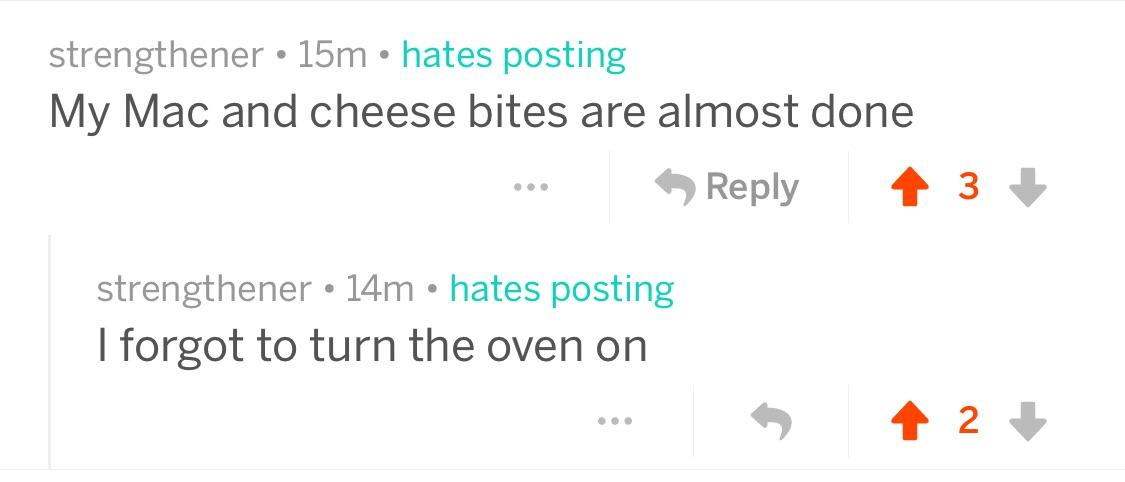 strengthener • 15m • hates posting
My Mac and cheese bites are almost done
... Reply 3
strengthener • 14m • hates posting
I forgot to turn the oven on
... 2